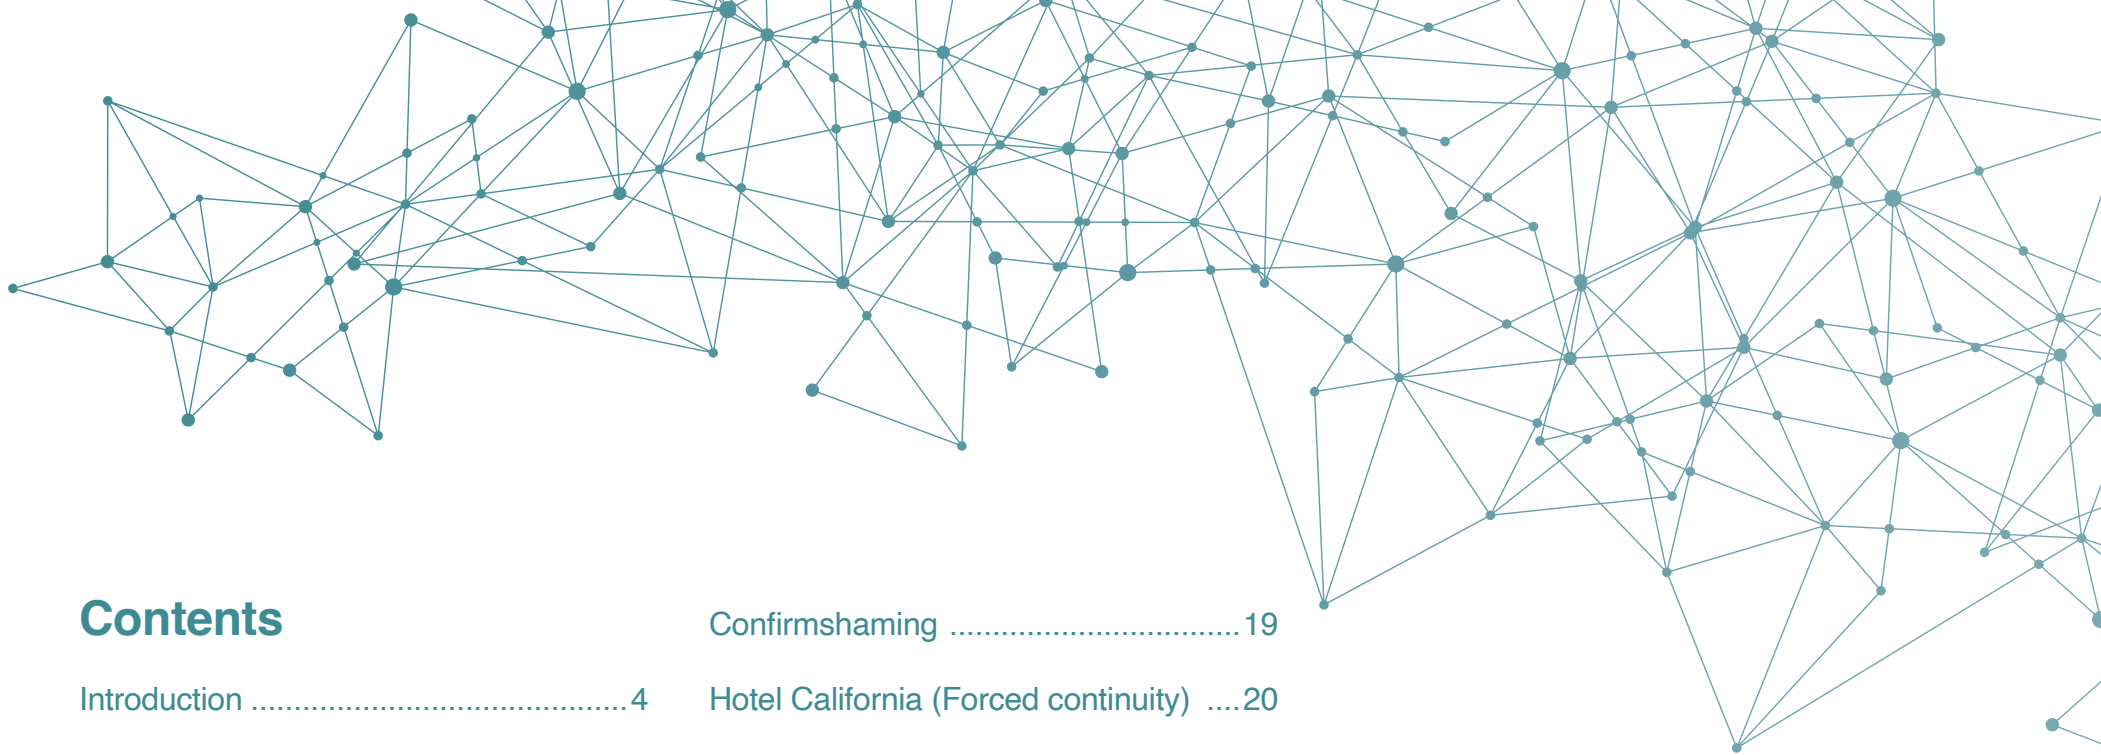 Contents
Introduction ............................................4
Confirmshaming ..................................19
Hotel California (Forced continuity) ....20